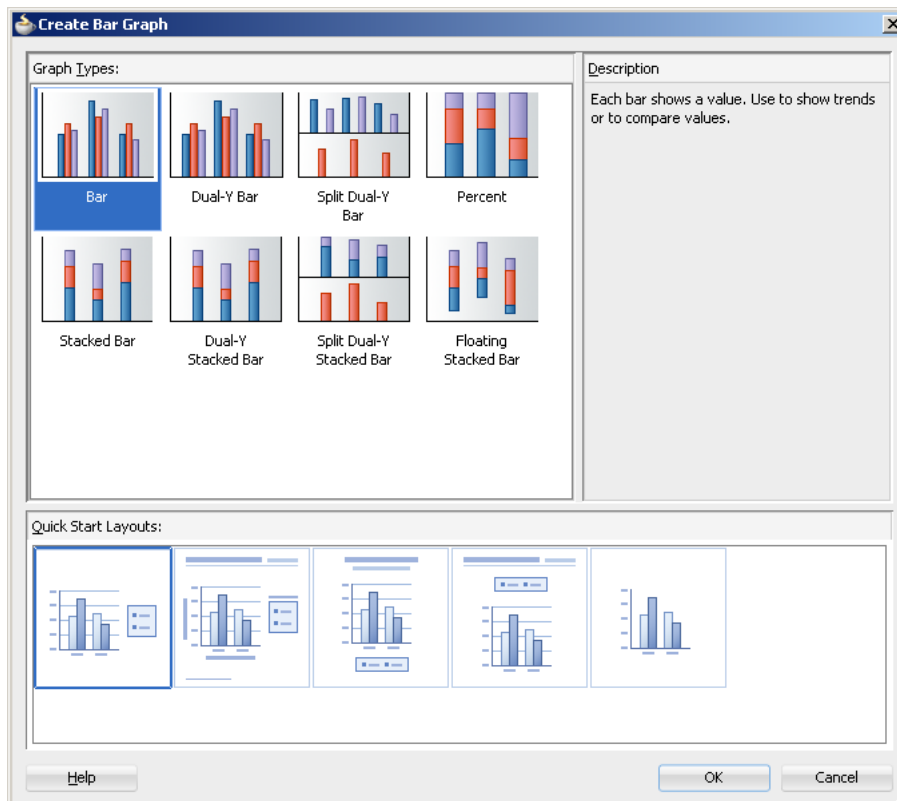 Create Bar Graph
Graph Types:
Bar
Dual-Y Bar
Split Dual-Y
Bar
Percent
Stacked Bar
Dual-Y
Stacked Bar
Split Dual-Y
Stacked Bar
Floating
Stacked Bar
Description
Each bar shows a value. Use to show trends
or to compare values.
Quick Start Layouts:
Help
OK
Cancel